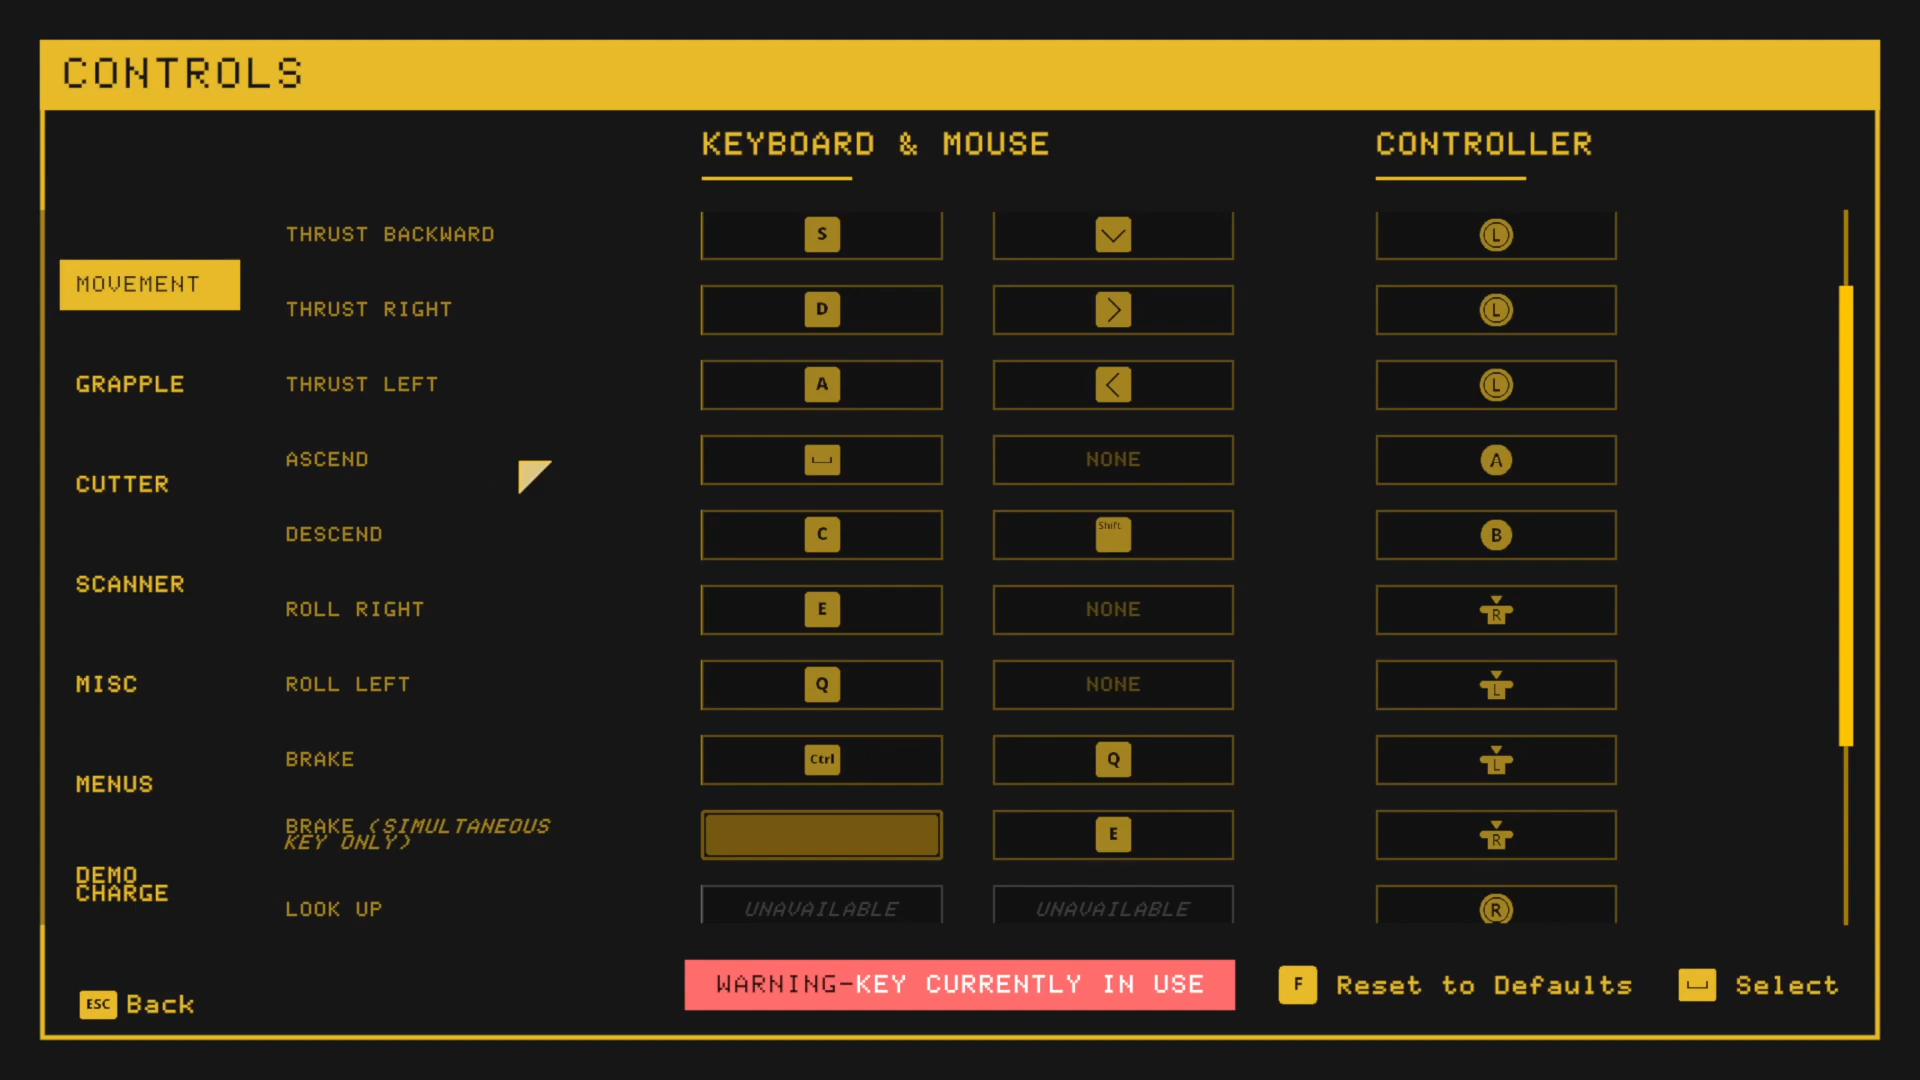 CONTROLS
KEYBOARD & MOUSE
CONTROLLER
THRUST BACKWARD
S
L
MOVEMENT
THRUST RIGHT
D
L
GRAPPLE
THRUST LEFT
A
L
CUTTER
ASCEND
NONE
A
DESCEND
C
Shift
B
SCANNER
ROLL RIGHT
E
NONE
R
MISC
ROLL LEFT
Q
NONE
L
MENUS
BRAKE
Ctrl
Q
L
BRAKE (SIMULTANEOUS
KEY ONLY)
E
R
DEMO
CHARGE
LOOK UP
UNAVAILABLE
UNAVAILABLE
R
ESC Back
WARNING-KEY CURRENTLY IN USE
F Reset to Defaults
Select